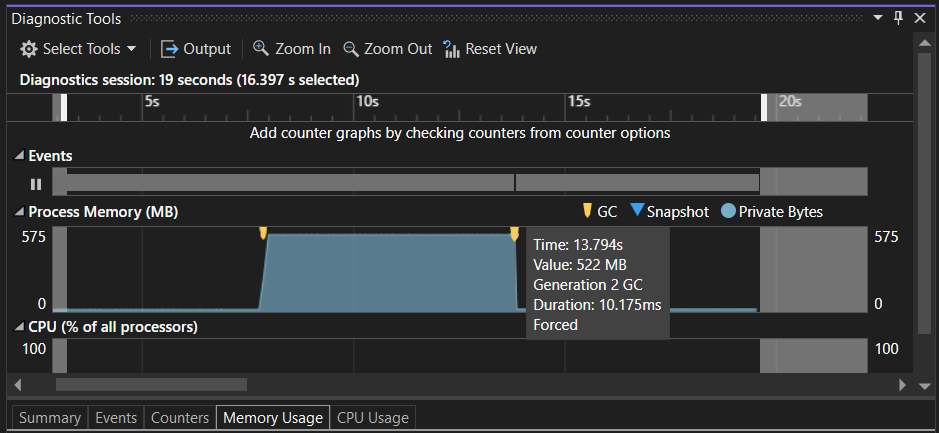 Diagnostic Tools
Select Tools Output Zoom In Zoom Out Reset View
Diagnostics session: 19 seconds (16.397 s selected)
5s 10s 15s 20s
Add counter graphs by checking counters from counter options
Events
Process Memory (MB) GC Snapshot Private Bytes
575 575
Time: 13.794s
Value: 522 MB
Generation 2 GC
Duration: 10.175ms
0 0
Forced
CPU (% of all processors)
100 100
Summary Events Counters Memory Usage CPU Usage